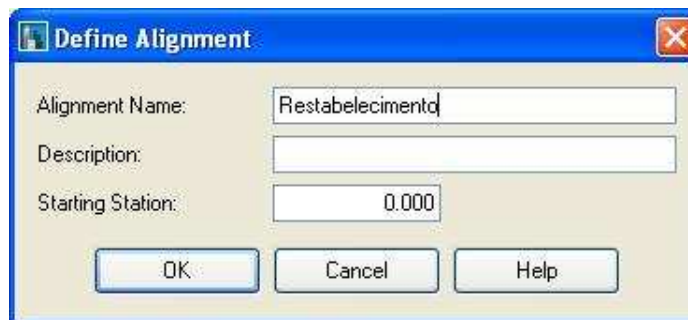 Define Alignment
Alignment Name: Restabelecimento
Description:
Starting Station: 0.000
OK Cancel Help